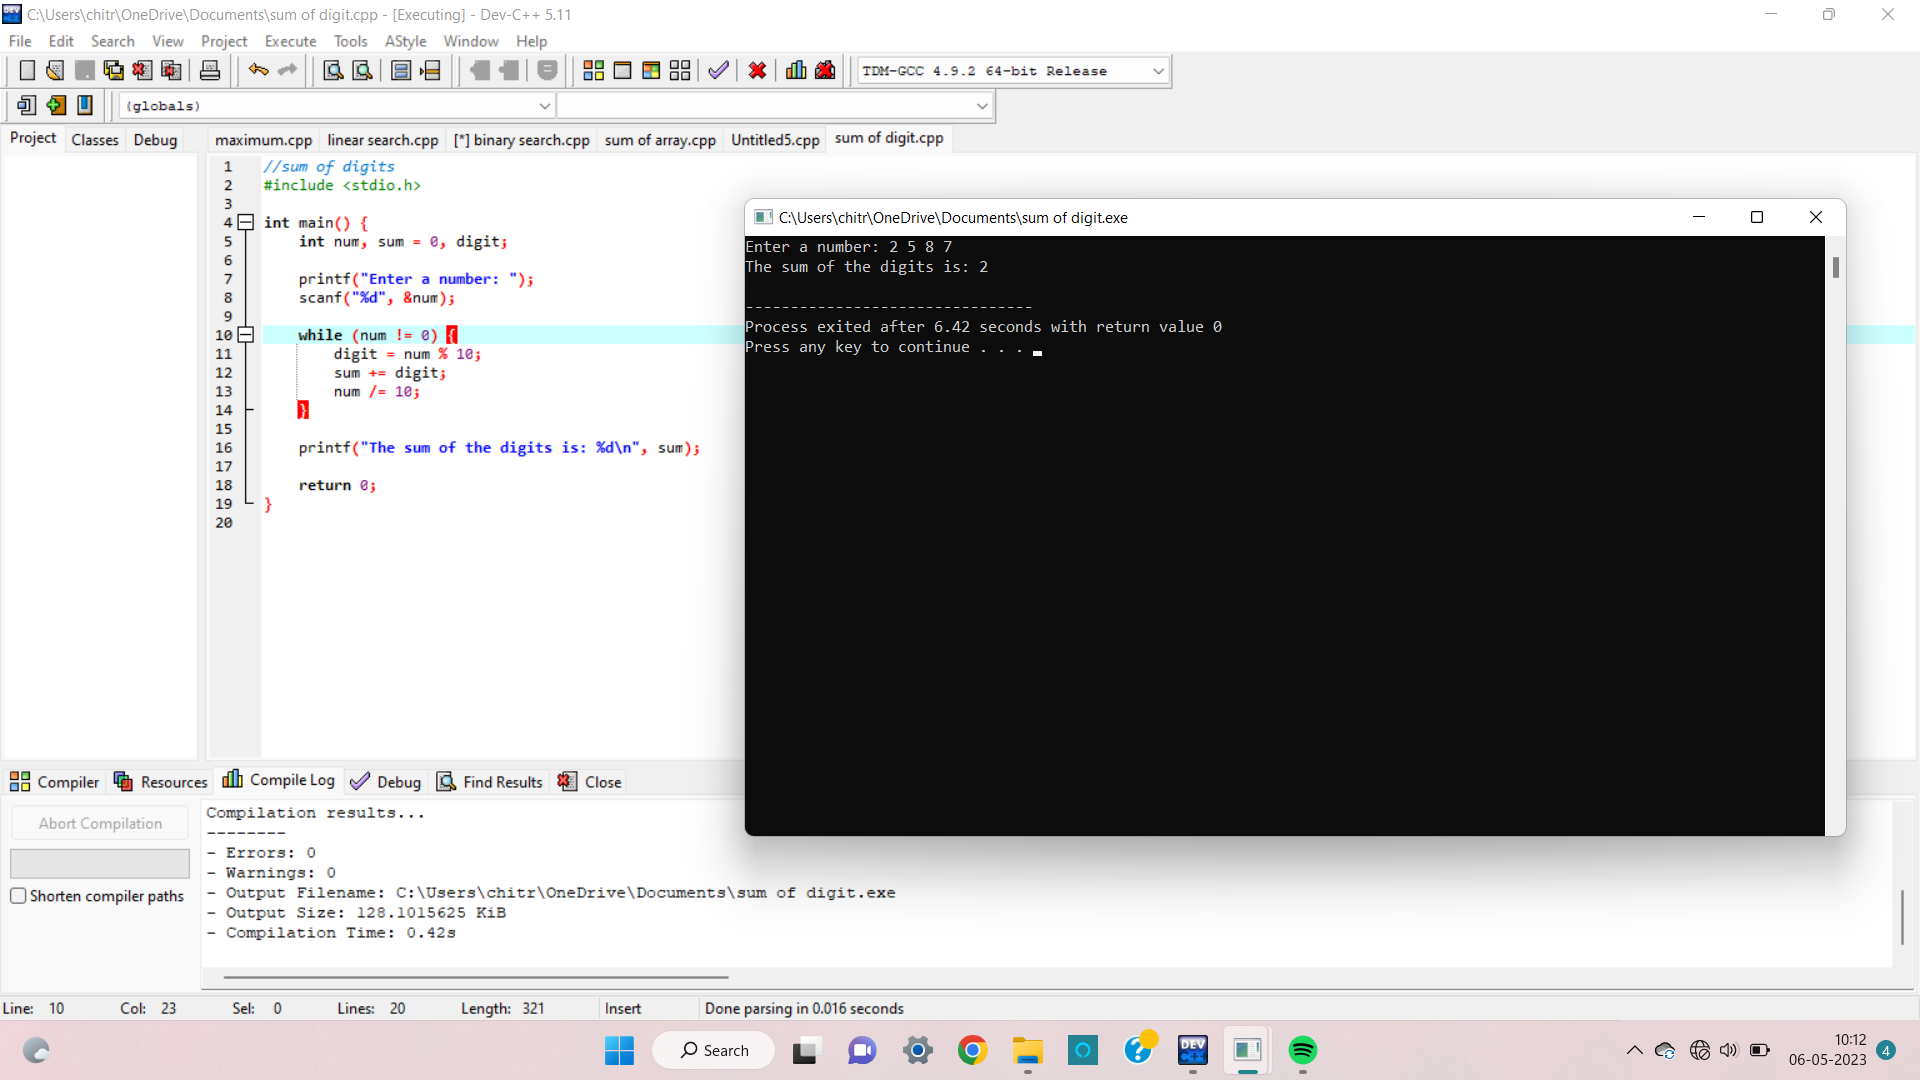 C:\Users\chitr\OneDrive\Documents\sum of digit.cpp - [Executing] - Dev-C++ 5.11
File Edit Search View Project Execute Tools AStyle Window Help
TDM-GCC 4.9.2 64-bit Release
(globals)
Project Classes Debug
maximum.cpp linear search.cpp [*] binary search.cpp sum of array.cpp Untitled5.cpp sum of digit.cpp
1 //sum of digits
2 #include <stdio.h>
3
4 int main() {
5 int num, sum = 0, digit;
6
7 printf("Enter a number: ");
8 scanf("%d", &num);
9
10 while (num != 0) {
11 digit = num % 10;
12 sum += digit;
13 num /= 10;
14 }
15
16 printf("The sum of the digits is: %d\n", sum);
17
18 return 0;
19 }
20
C:\Users\chitr\OneDrive\Documents\sum of digit.exe
Enter a number: 2 5 8 7
The sum of the digits is: 2
--------------------------------
Process exited after 6.42 seconds with return value 0
Press any key to continue . . .
Compiler Resources Compile Log Debug Find Results Close
Abort Compilation
Shorten compiler paths
Compilation results...
--------
- Errors: 0
- Warnings: 0
- Output Filename: C:\Users\chitr\OneDrive\Documents\sum of digit.exe
- Output Size: 128.1015625 KiB
- Compilation Time: 0.42s
Line: 10 Col: 23 Sel: 0 Lines: 20 Length: 321 Insert Done parsing in 0.016 seconds
Search
DEV C++
10:12
06-05-2023
4